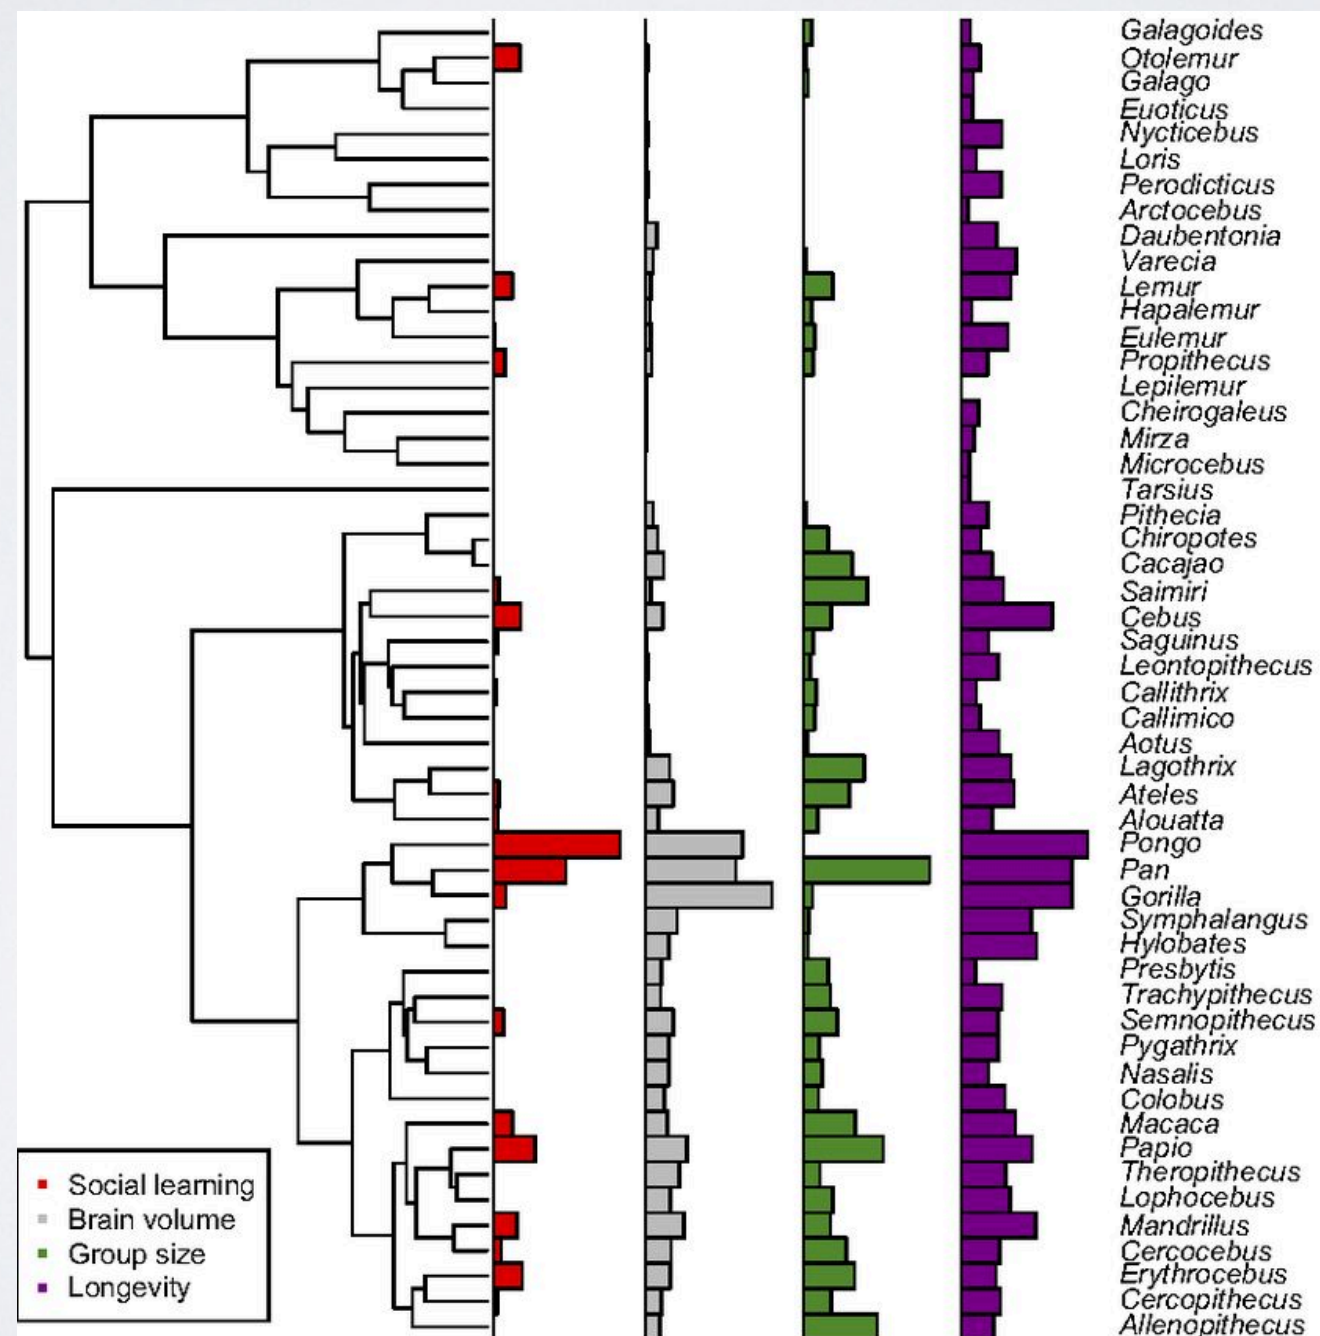 Galagoides
Otolemur
Galago
Euoticus
Nycticebus
Loris
Perodicticus
Arctocebus
Daubentonia
Varecia
Lemur
Hapalemur
Eulemur
Propithecus
Lepilemur
Cheirogaleus
Mirza
Microcebus
Tarsius
Pithecia
Chiropotes
Cacajao
Saimiri
Cebus
Saguinus
Leontopithecus
Callithrix
Callimico
Aotus
Lagothrix
Ateles
Alouatta
Pongo
Pan
Gorilla
Symphalangus
Hylobates
Presbytis
Trachypithecus
Semnopithecus
Pygathrix
Nasalis
Colobus
Macaca
Papio
Theropithecus
Lophocebus
Mandrillus
Cercocebus
Erythrocebus
Cercopithecus
Allenopithecus
Social learning
Brain volume
Group size
Longevity